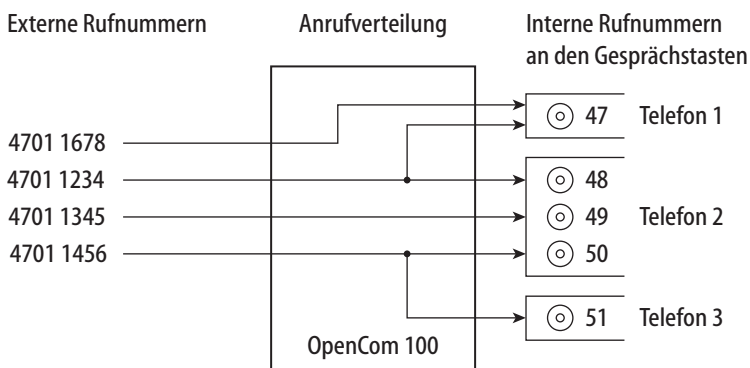 Externe Rufnummern
Anrufverteilung
Interne Rufnummern
an den Gesprächstasten
47 Telefon 1
4701 1678
4701 1234
48
4701 1345
49 Telefon 2
4701 1456
50
51 Telefon 3
OpenCom 100